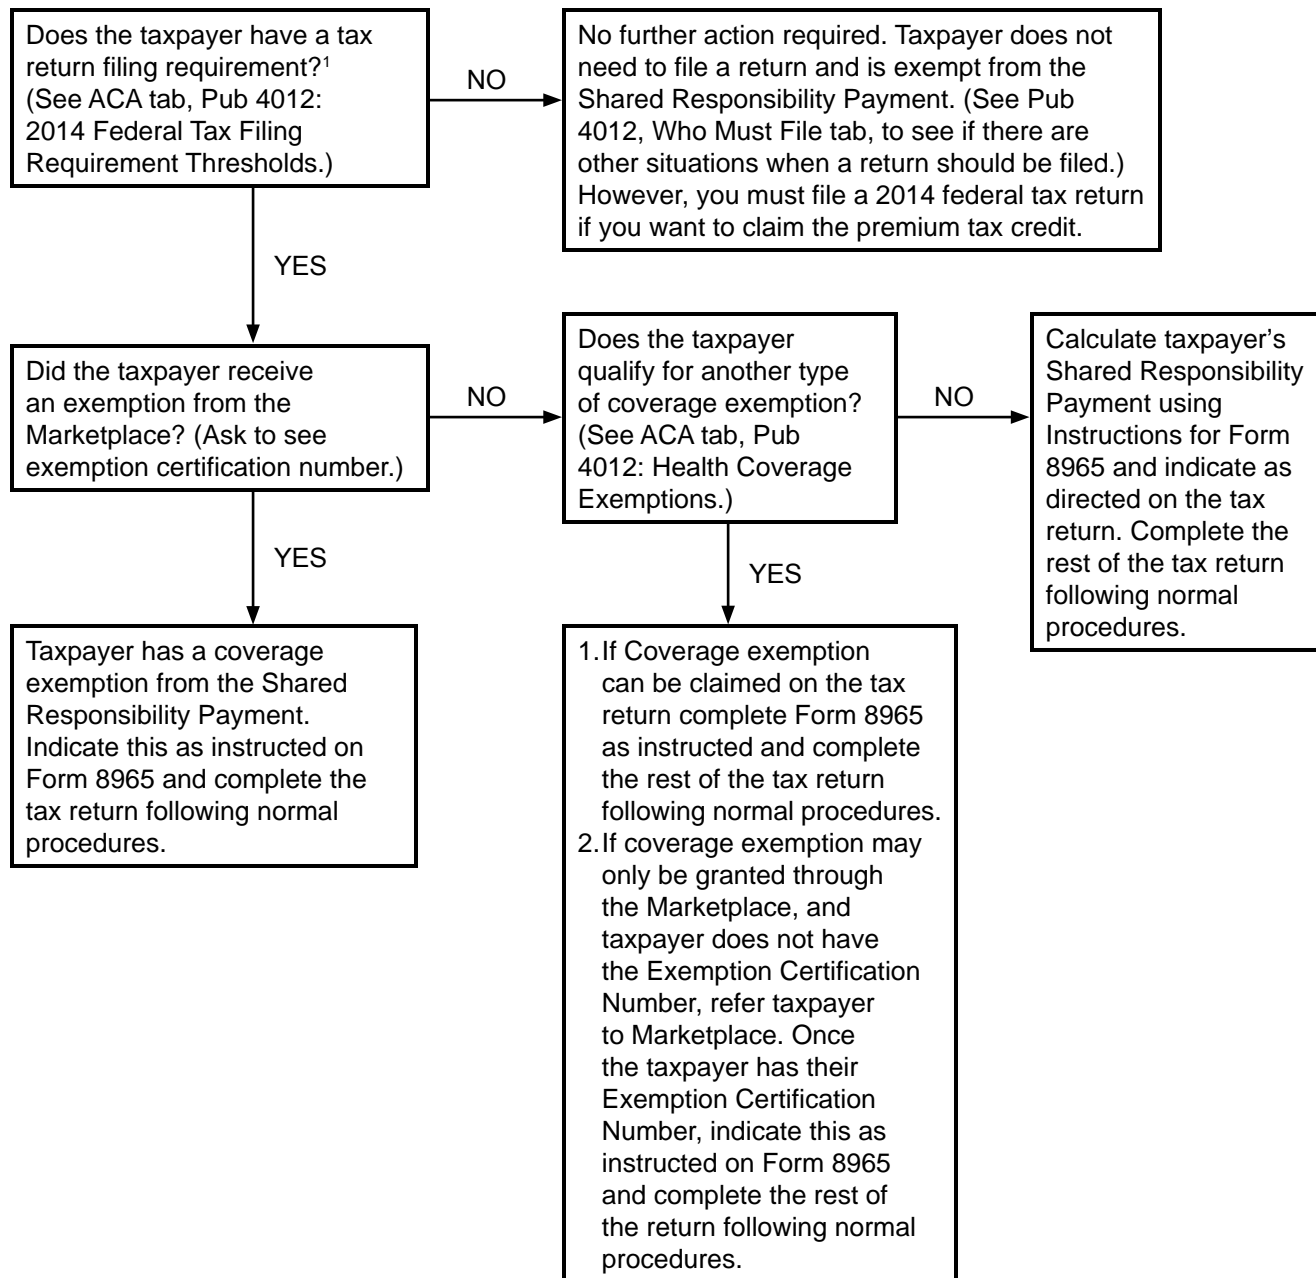 Does the taxpayer have a tax
return filing requirement?¹
(See ACA tab, Pub 4012:
2014 Federal Tax Filing
Requirement Thresholds.)
NO
No further action required. Taxpayer does not
need to file a return and is exempt from the
Shared Responsibility Payment. (See Pub
4012, Who Must File tab, to see if there are
other situations when a return should be filed.)
However, you must file a 2014 federal tax return
if you want to claim the premium tax credit.
YES
Did the taxpayer receive
an exemption from the
Marketplace? (Ask to see
exemption certification number.)
NO
Does the taxpayer
qualify for another type
of coverage exemption?
(See ACA tab, Pub
4012: Health Coverage
Exemptions.)
NO
Calculate taxpayer’s
Shared Responsibility
Payment using
Instructions for Form
8965 and indicate as
directed on the tax
return. Complete the
rest of the tax return
following normal
procedures.
YES
Taxpayer has a coverage
exemption from the Shared
Responsibility Payment.
Indicate this as instructed on
Form 8965 and complete the
tax return following normal
procedures.
YES
1. If Coverage exemption
can be claimed on the tax
return complete Form 8965
as instructed and complete
the rest of the tax return
following normal procedures.
2. If coverage exemption may
only be granted through
the Marketplace, and
taxpayer does not have
the Exemption Certification
Number, refer taxpayer
to Marketplace. Once
the taxpayer has their
Exemption Certification
Number, indicate this as
instructed on Form 8965
and complete the rest of
the return following normal
procedures.